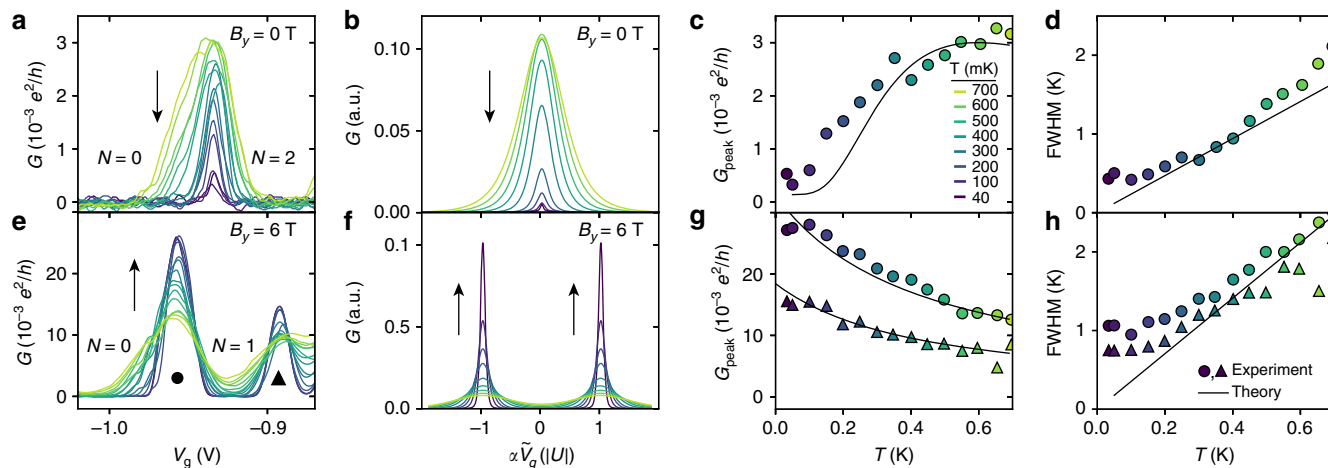 a
B_y = 0 T
G (10⁻³ e²/h)
3
2
1
0
N = 0
N = 2
b
B_y = 0 T
G (a.u.)
0.10
0.05
0.00
c
G_peak (10⁻³ e²/h)
3
2
1
0
T (mK)
700
600
500
400
300
200
100
40
d
FWHM (K)
2
1
0
e
B_y = 6 T
G (10⁻³ e²/h)
20
10
0
N = 0
N = 1
−1.0
−0.9
V_g (V)
f
B_y = 6 T
G (a.u.)
0.1
0.5
0.0
−1
0
1
αṼ_g (|U|)
g
G_peak (10⁻³ e²/h)
20
10
0
0.0
0.2
0.4
0.6
T (K)
h
FWHM (K)
2
1
0
, Experiment
Theory
0.0
0.2
0.4
0.6
T (K)